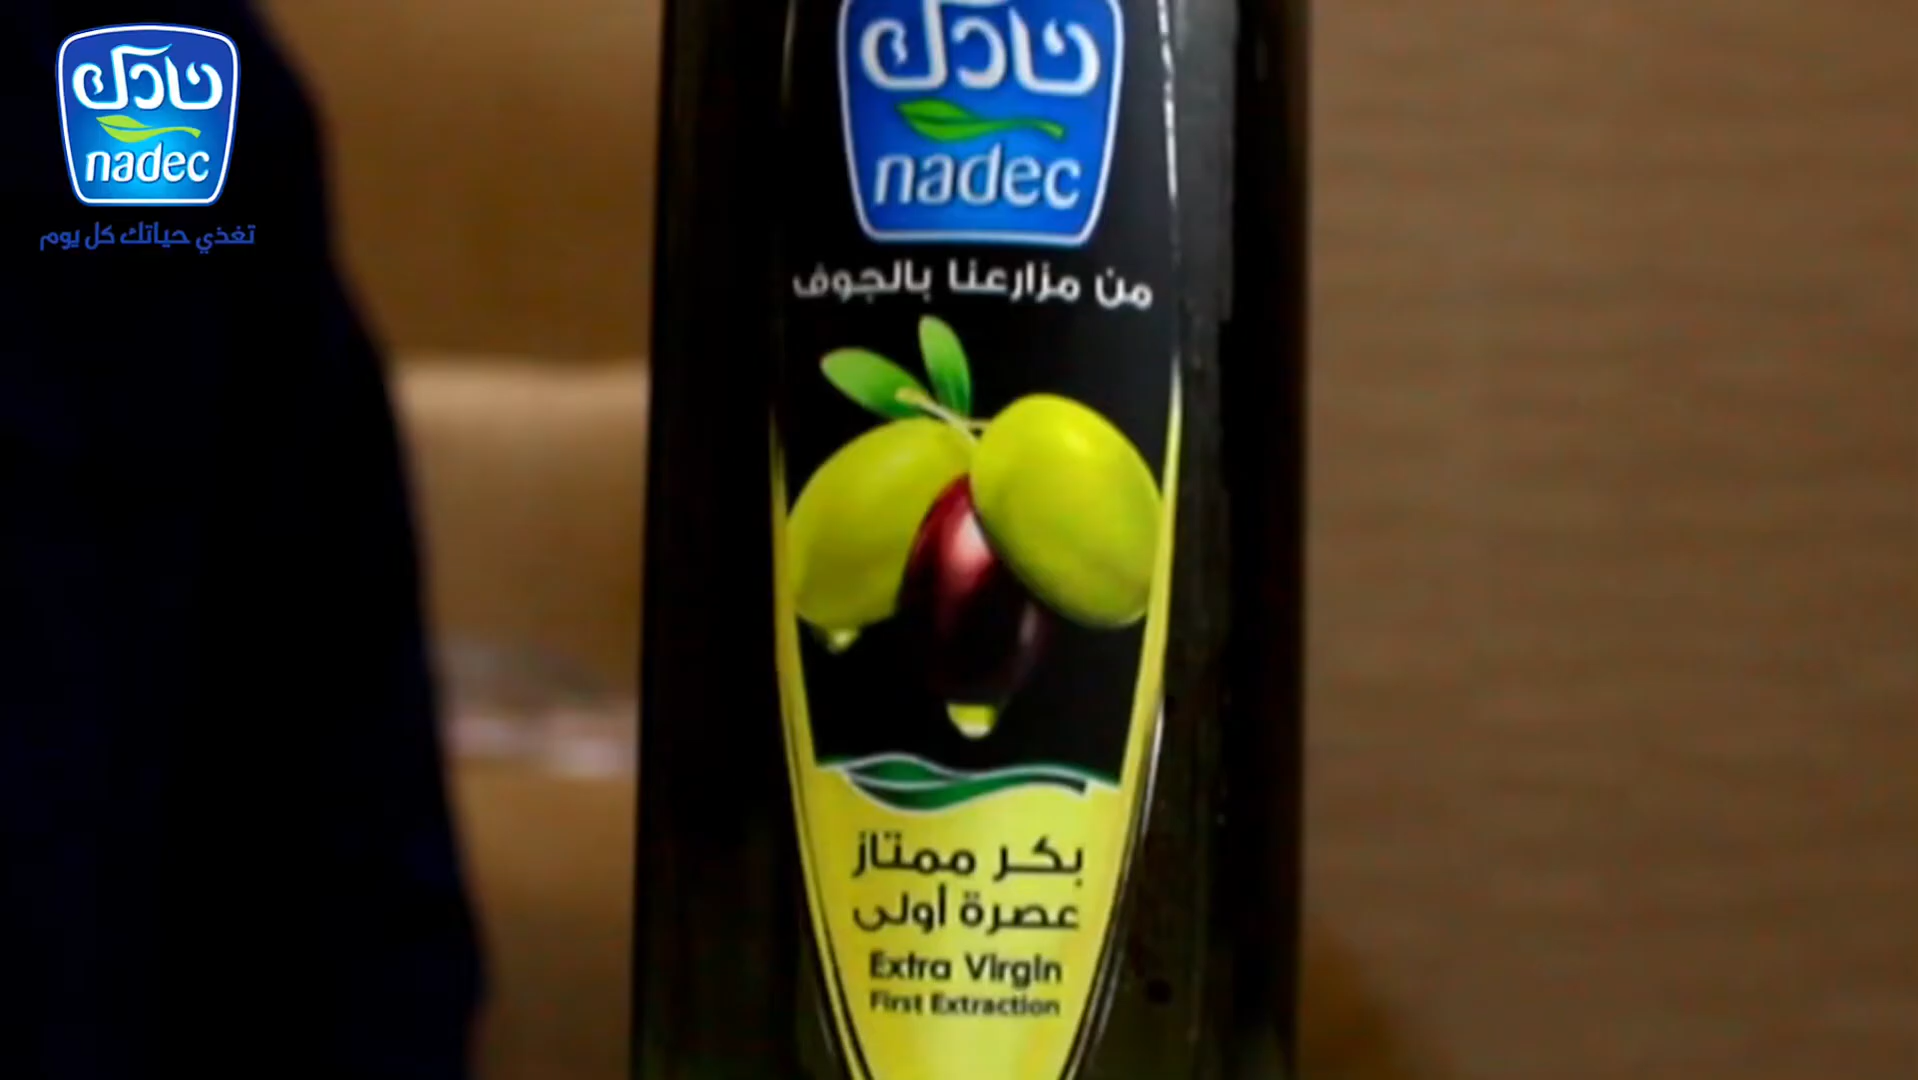 نادك
nadec
تغذي حياتك كل يوم
نادك
nadec
من مزارعنا بالجوف
بكر ممتاز
عصرة أولى
Extra Virgin
First Extraction